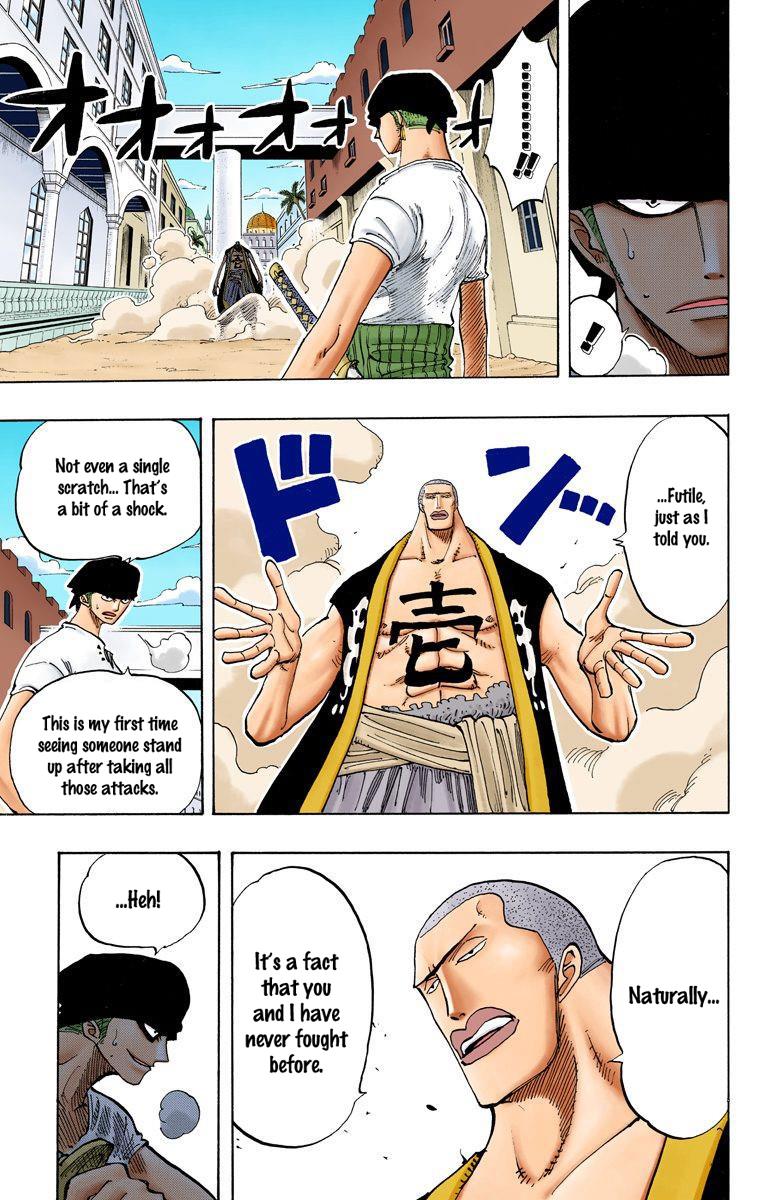 !!
............!!
オオオオオオ
...Futile,
just as I
told you.
ドンッ
壱
Not even a single
scratch... That's
a bit of a shock.
This is my first time
seeing someone stand
up after taking all
those attacks.
Naturally...
It's a fact
that you
and I have
never fought
before.
...Heh!